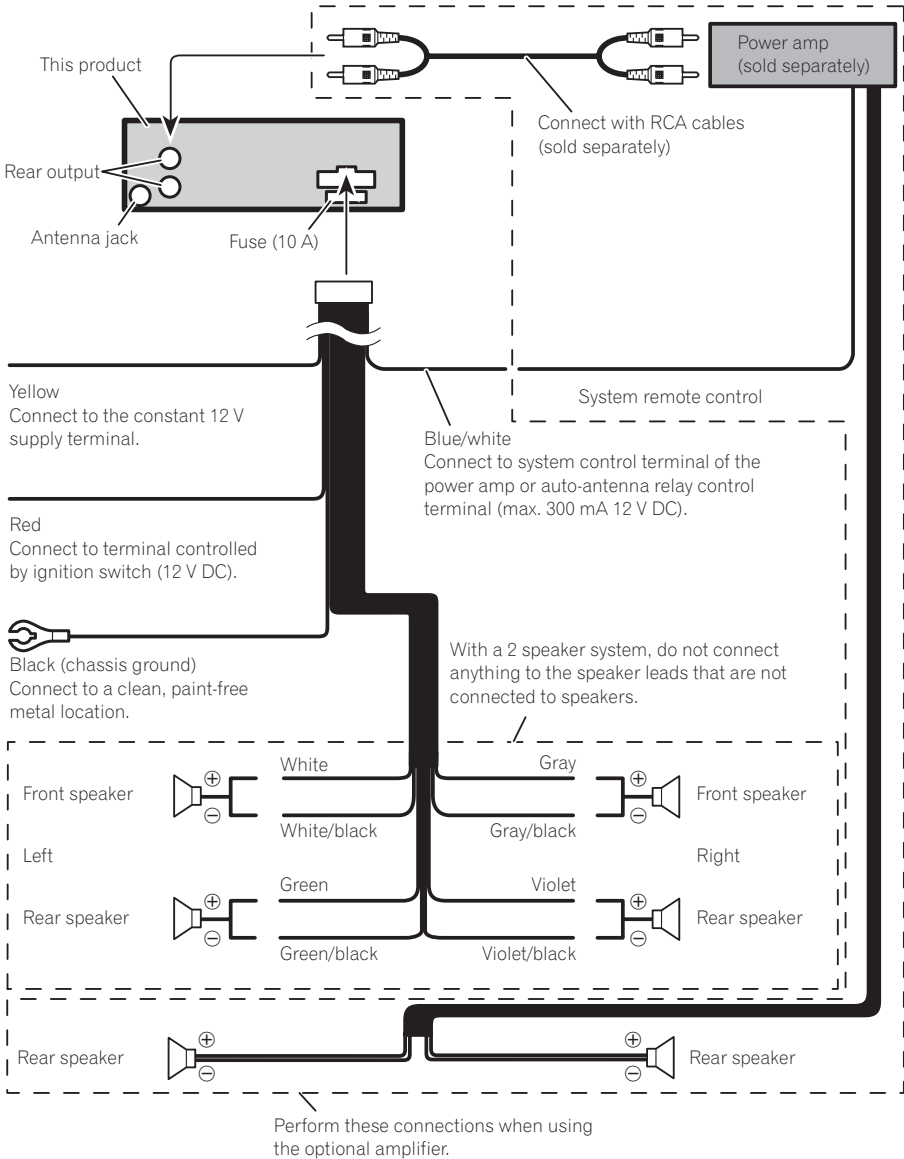 Power amp
(sold separately)
This product
Connect with RCA cables
(sold separately)
Rear output
Antenna jack
Fuse (10 A)
Yellow
Connect to the constant 12 V
supply terminal.
System remote control
Blue/white
Connect to system control terminal of the
power amp or auto-antenna relay control
terminal (max. 300 mA 12 V DC).
Red
Connect to terminal controlled
by ignition switch (12 V DC).
Black (chassis ground)
Connect to a clean, paint-free
metal location.
With a 2 speaker system, do not connect
anything to the speaker leads that are not
connected to speakers.
White
Gray
Front speaker
⊕
⊖
⊕
⊖
Front speaker
White/black
Gray/black
Left
Right
Green
Violet
Rear speaker
⊕
⊖
⊕
⊖
Rear speaker
Green/black
Violet/black
Rear speaker
⊕
⊖
⊕
⊖
Rear speaker
Perform these connections when using
the optional amplifier.